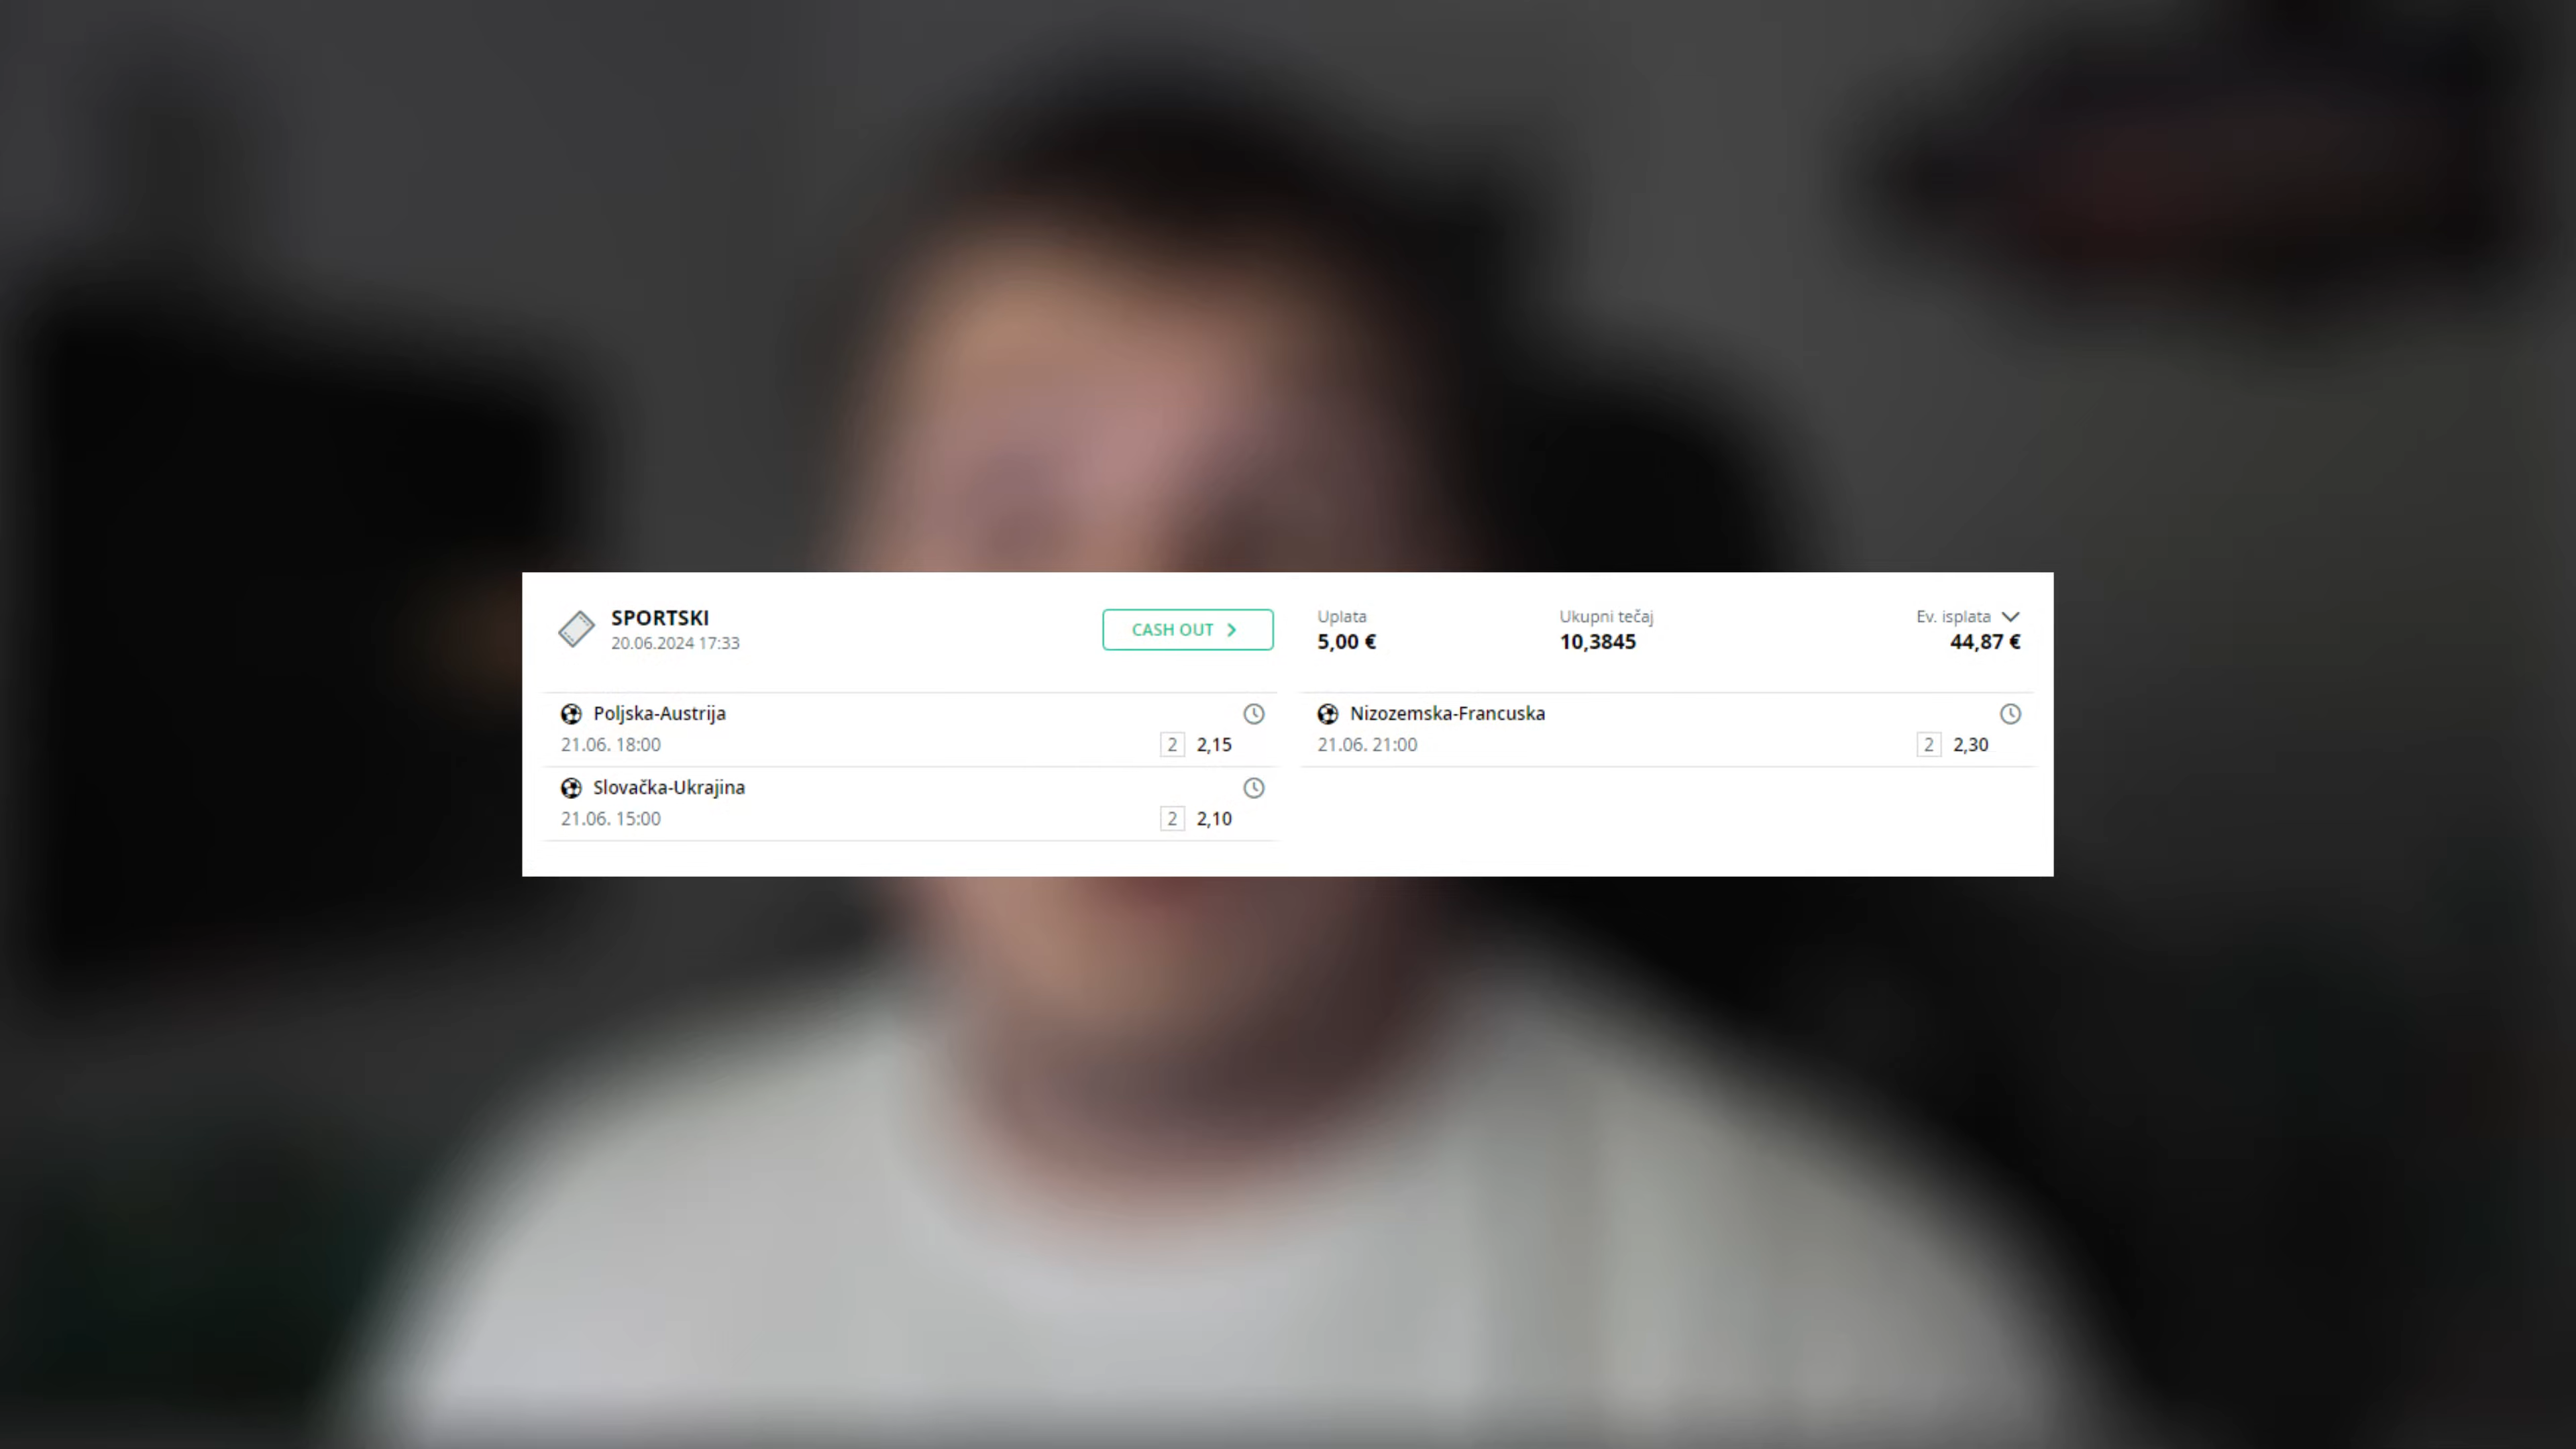 SPORTSKI
20.06.2024 17:33
CASH OUT
Uplata
5,00 €
Ukupni tečaj
10,3845
Ev. isplata
44,87 €
Poljska-Austrija
21.06. 18:00
2 2,15
Slovačka-Ukrajina
21.06. 15:00
2 2,10
Nizozemska-Francuska
21.06. 21:00
2 2,30